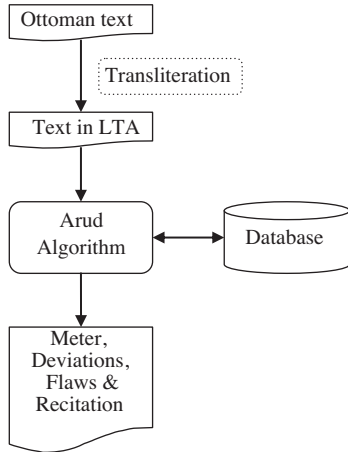 Ottoman text
Transliteration
Text in LTA
Arud
Algorithm
Database
Meter,
Deviations,
Flaws &
Recitation